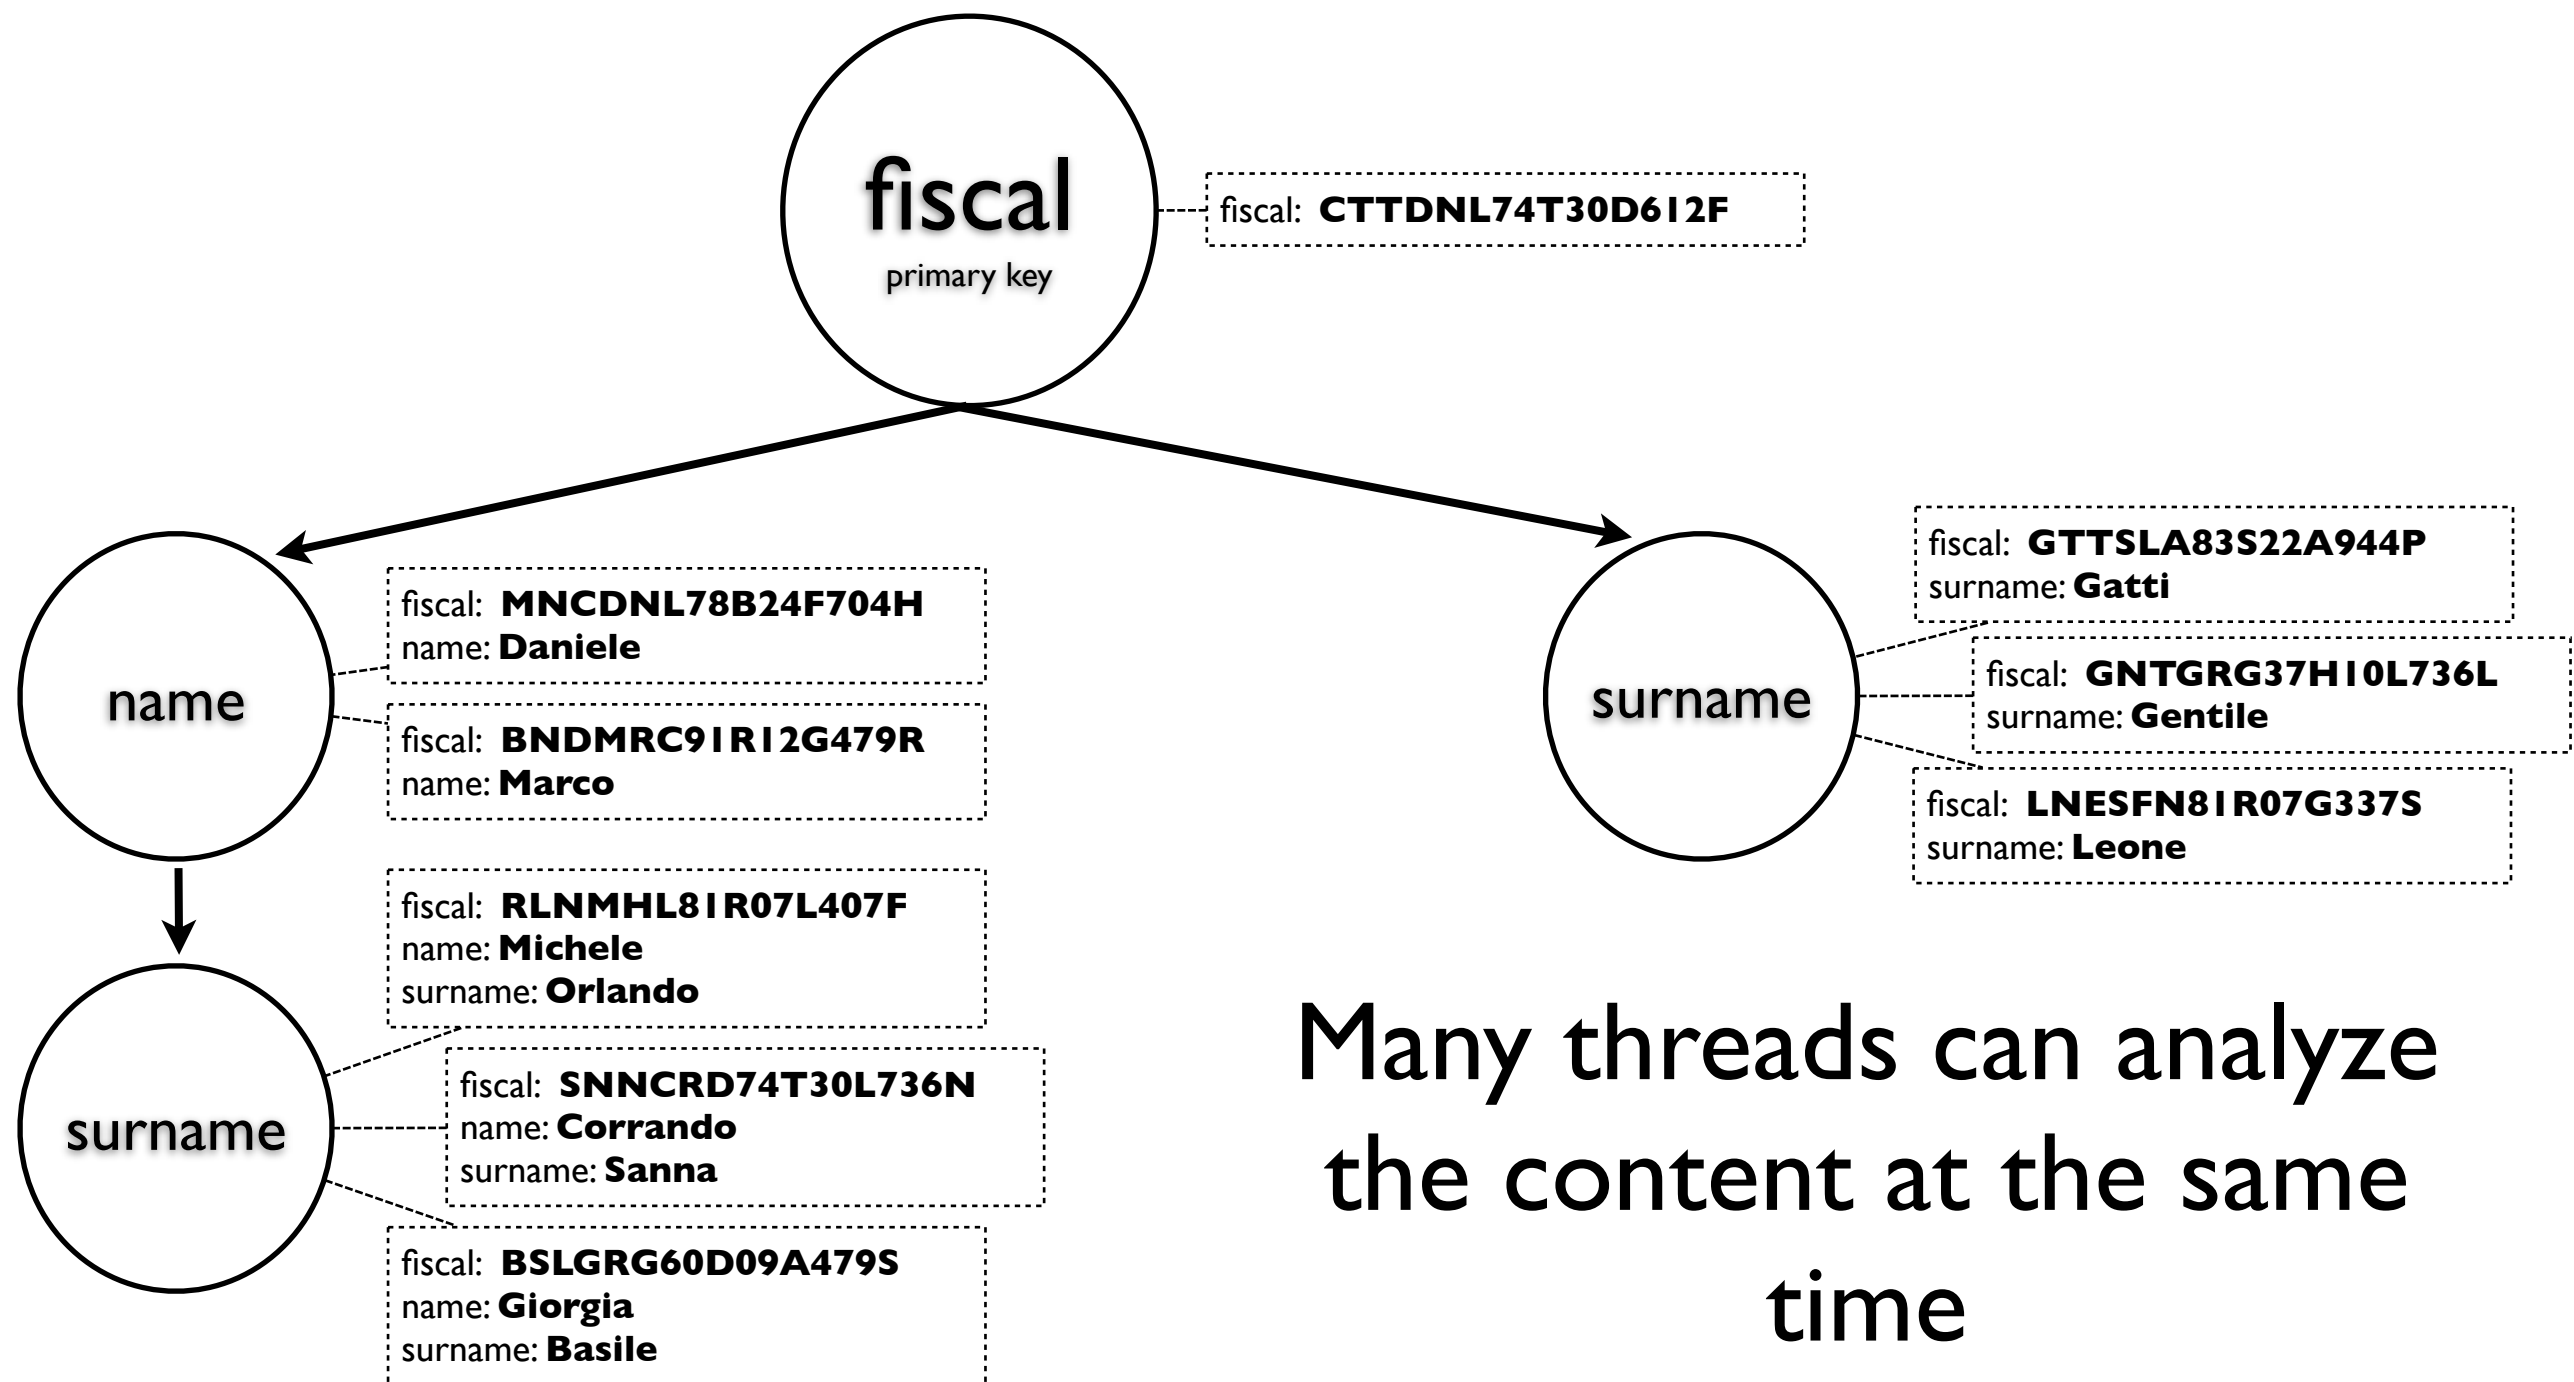 fiscal
primary key
fiscal: CTTDNL74T30D612F
name
fiscal: MNCDNL78B24F704H
name: Daniele
fiscal: BNDMRC91R12G479R
name: Marco
surname
fiscal: GTTSLA83S22A944P
surname: Gatti
fiscal: GNTGRG37H10L736L
surname: Gentile
fiscal: LNESFN81R07G337S
surname: Leone
surname
fiscal: RLNMHL81R07L407F
name: Michele
surname: Orlando
fiscal: SNNCRD74T30L736N
name: Corrando
surname: Sanna
fiscal: BSLGRG60D09A479S
name: Giorgia
surname: Basile
Many threads can analyze
the content at the same
time